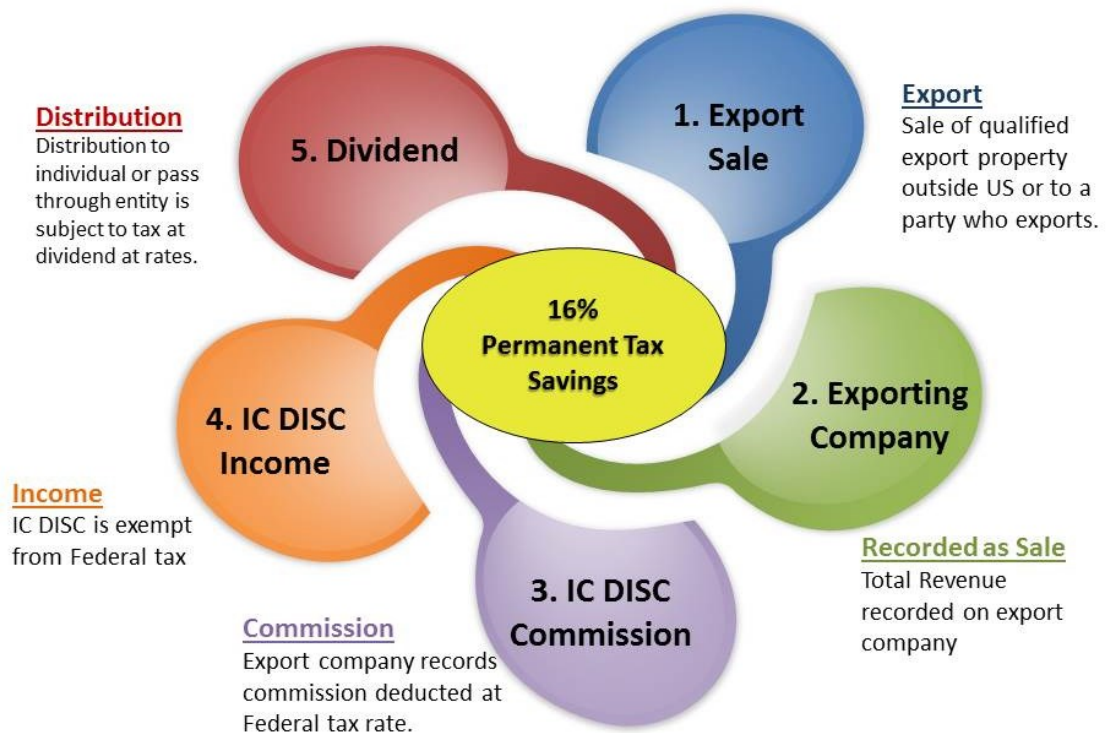 1. Export
Sale
Export
Sale of qualified
export property
outside US or to a
party who exports.
2. Exporting
Company
Recorded as Sale
Total Revenue
recorded on export
company
3. IC DISC
Commission
Commission
Export company records
commission deducted at
Federal tax rate.
4. IC DISC
Income
Income
IC DISC is exempt
from Federal tax
5. Dividend
Distribution
Distribution to
individual or pass
through entity is
subject to tax at
dividend at rates.
16%
Permanent Tax
Savings